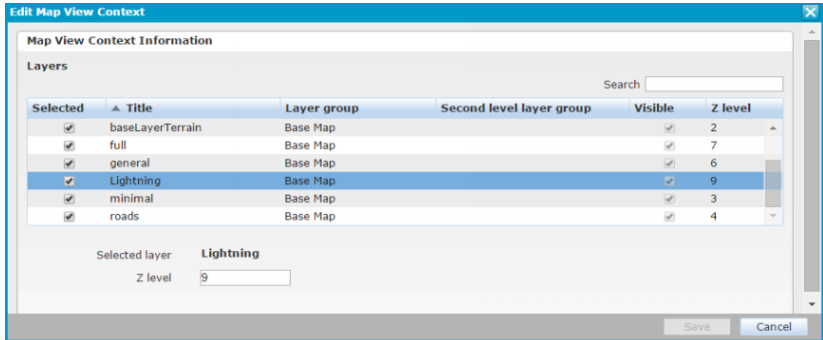 Edit Map View Context
Map View Context Information
Layers
Search
Selected Title Layer group Second level layer group Visible Z level
baseLayerTerrain Base Map 2
full Base Map 7
general Base Map 6
Lightning Base Map 9
minimal Base Map 3
roads Base Map 4
Selected layer Lightning
Z level 9
Save Cancel